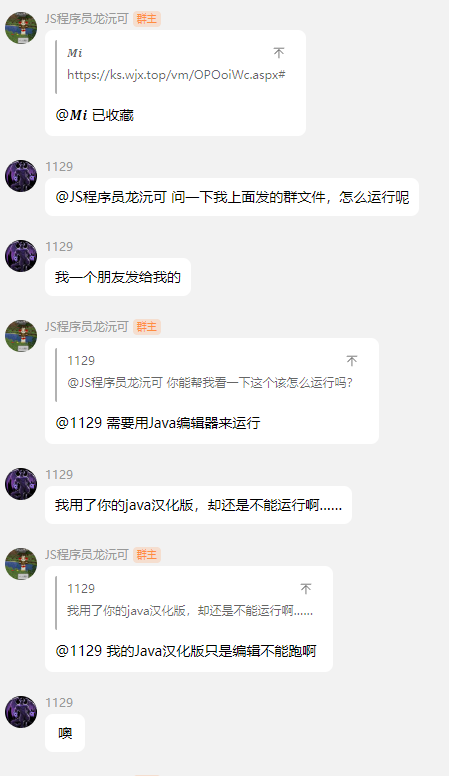 JS程序员龙沅可 群主
Mi
https://ks.wjx.top/vm/OPOoiWc.aspx#
@Mi 已收藏
1129
@JS程序员龙沅可 问一下我上面发的群文件，怎么运行呢
1129
我一个朋友发给我的
JS程序员龙沅可 群主
1129
@JS程序员龙沅可 你能帮我看一下这个该怎么运行吗?
@1129 需要用Java编辑器来运行
1129
我用了你的java汉化版，却还是不能运行啊......
JS程序员龙沅可 群主
1129
我用了你的java汉化版，却还是不能运行啊......
@1129 我的Java汉化版只是编辑不能跑啊
1129
噢